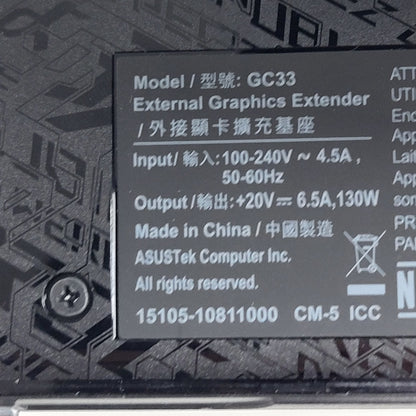 Model / 型號: GC33
External Graphics Extender
/ 外接顯卡擴充基座
Input/ 輸入:100-240V ~ 4.5A ,
50-60Hz
Output/輸出:+20V⎓ 6.5A,130W
Made in China / 中國製造
ASUSTek Computer Inc.
All rights reserved.
15105-10811000 CM-5 ICC
ATT
UTI